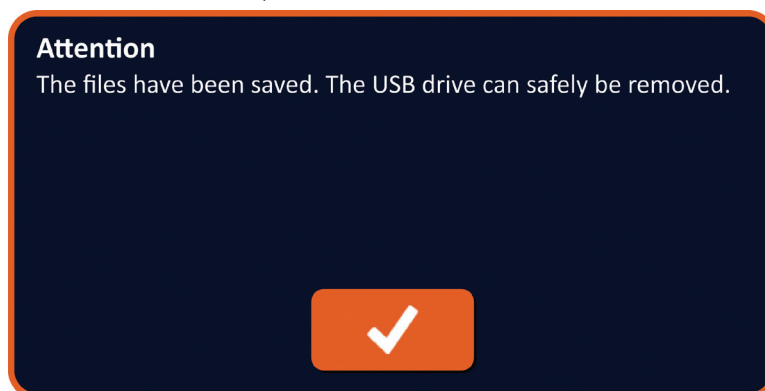 Attention
The files have been saved. The USB drive can safely be removed.